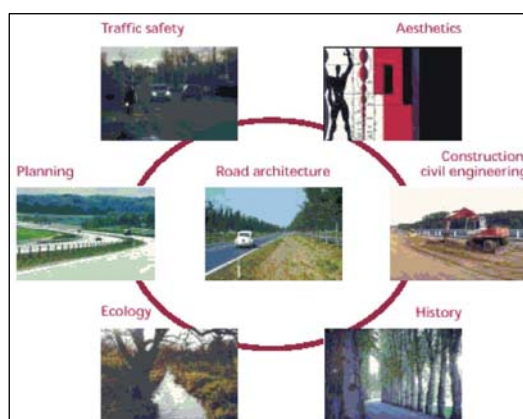 Traffic safety
Aesthetics
Planning
Road architecture
Construction
civil engineering
Ecology
History